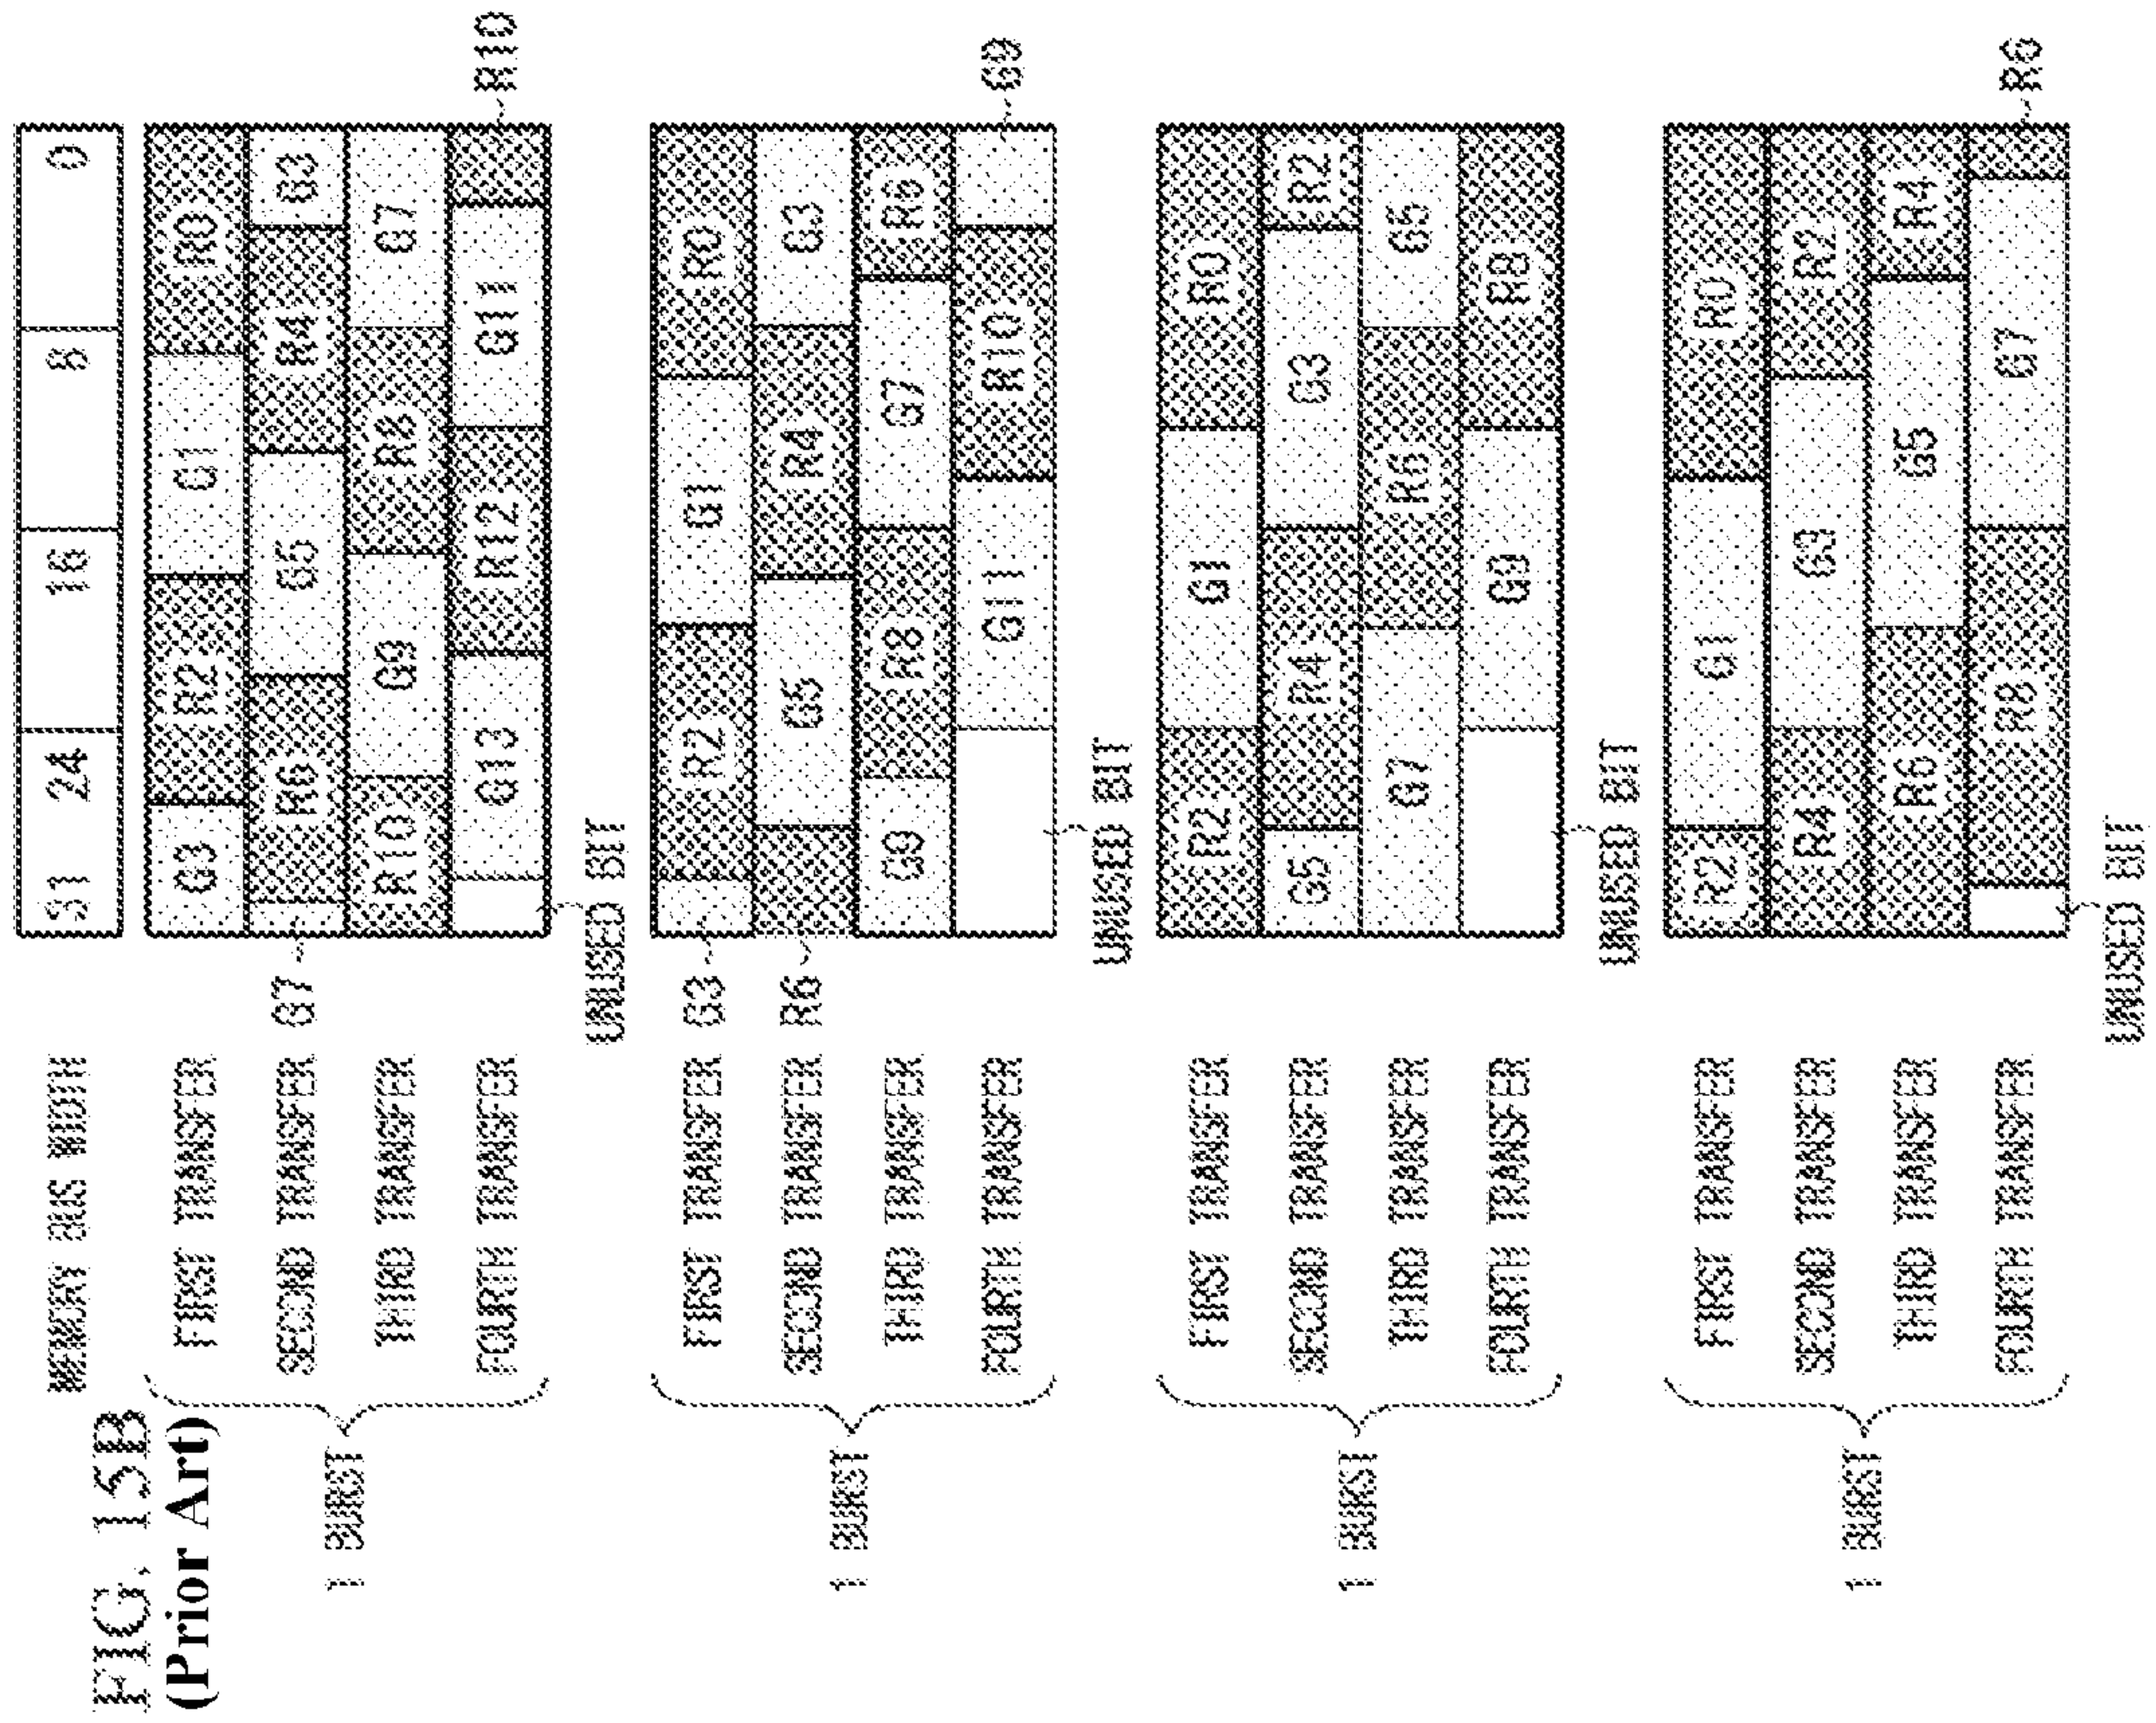 FIG. 15B
(Prior Art)
MEMORY BUS WIDTH 31 24 16 8 0
1 BURST
FIRST TRANSFER G3 R2 G1 R0
SECOND TRANSFER G7 R6 G5 R4 G3
THIRD TRANSFER R10 G9 R8 G7
FOURTH TRANSFER G13 R12 G11 R10
UNUSED BIT
1 BURST
FIRST TRANSFER G3 R2 G1 R0
SECOND TRANSFER R6 G5 R4 G3
THIRD TRANSFER G9 R8 G7 R6
FOURTH TRANSFER G11 R10 G9
UNUSED BIT
1 BURST
FIRST TRANSFER R2 G1 R0
SECOND TRANSFER G5 R4 G3 R2
THIRD TRANSFER G7 R6 G5
FOURTH TRANSFER G9 R8
UNUSED BIT
1 BURST
FIRST TRANSFER R2 G1 R0
SECOND TRANSFER R4 G3 R2
THIRD TRANSFER R6 G5 R4
FOURTH TRANSFER R8 G7 R6
UNUSED BIT